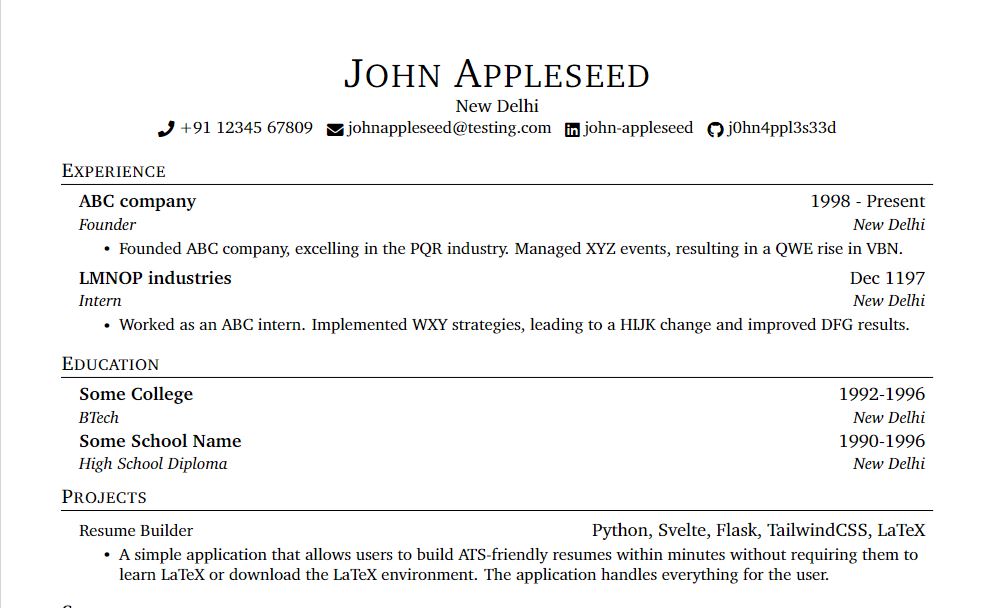 John Appleseed
New Delhi
+91 12345 67809 johnappleseed@testing.com john-appleseed j0hn4ppl3s33d
Experience
ABC company 1998 - Present
Founder New Delhi
• Founded ABC company, excelling in the PQR industry. Managed XYZ events, resulting in a QWE rise in VBN.
LMNOP industries Dec 1197
Intern New Delhi
• Worked as an ABC intern. Implemented WXY strategies, leading to a HIJK change and improved DFG results.
Education
Some College 1992-1996
BTech New Delhi
Some School Name 1990-1996
High School Diploma New Delhi
Projects
Resume Builder Python, Svelte, Flask, TailwindCSS, LaTeX
• A simple application that allows users to build ATS-friendly resumes within minutes without requiring them to
learn LaTeX or download the LaTeX environment. The application handles everything for the user.